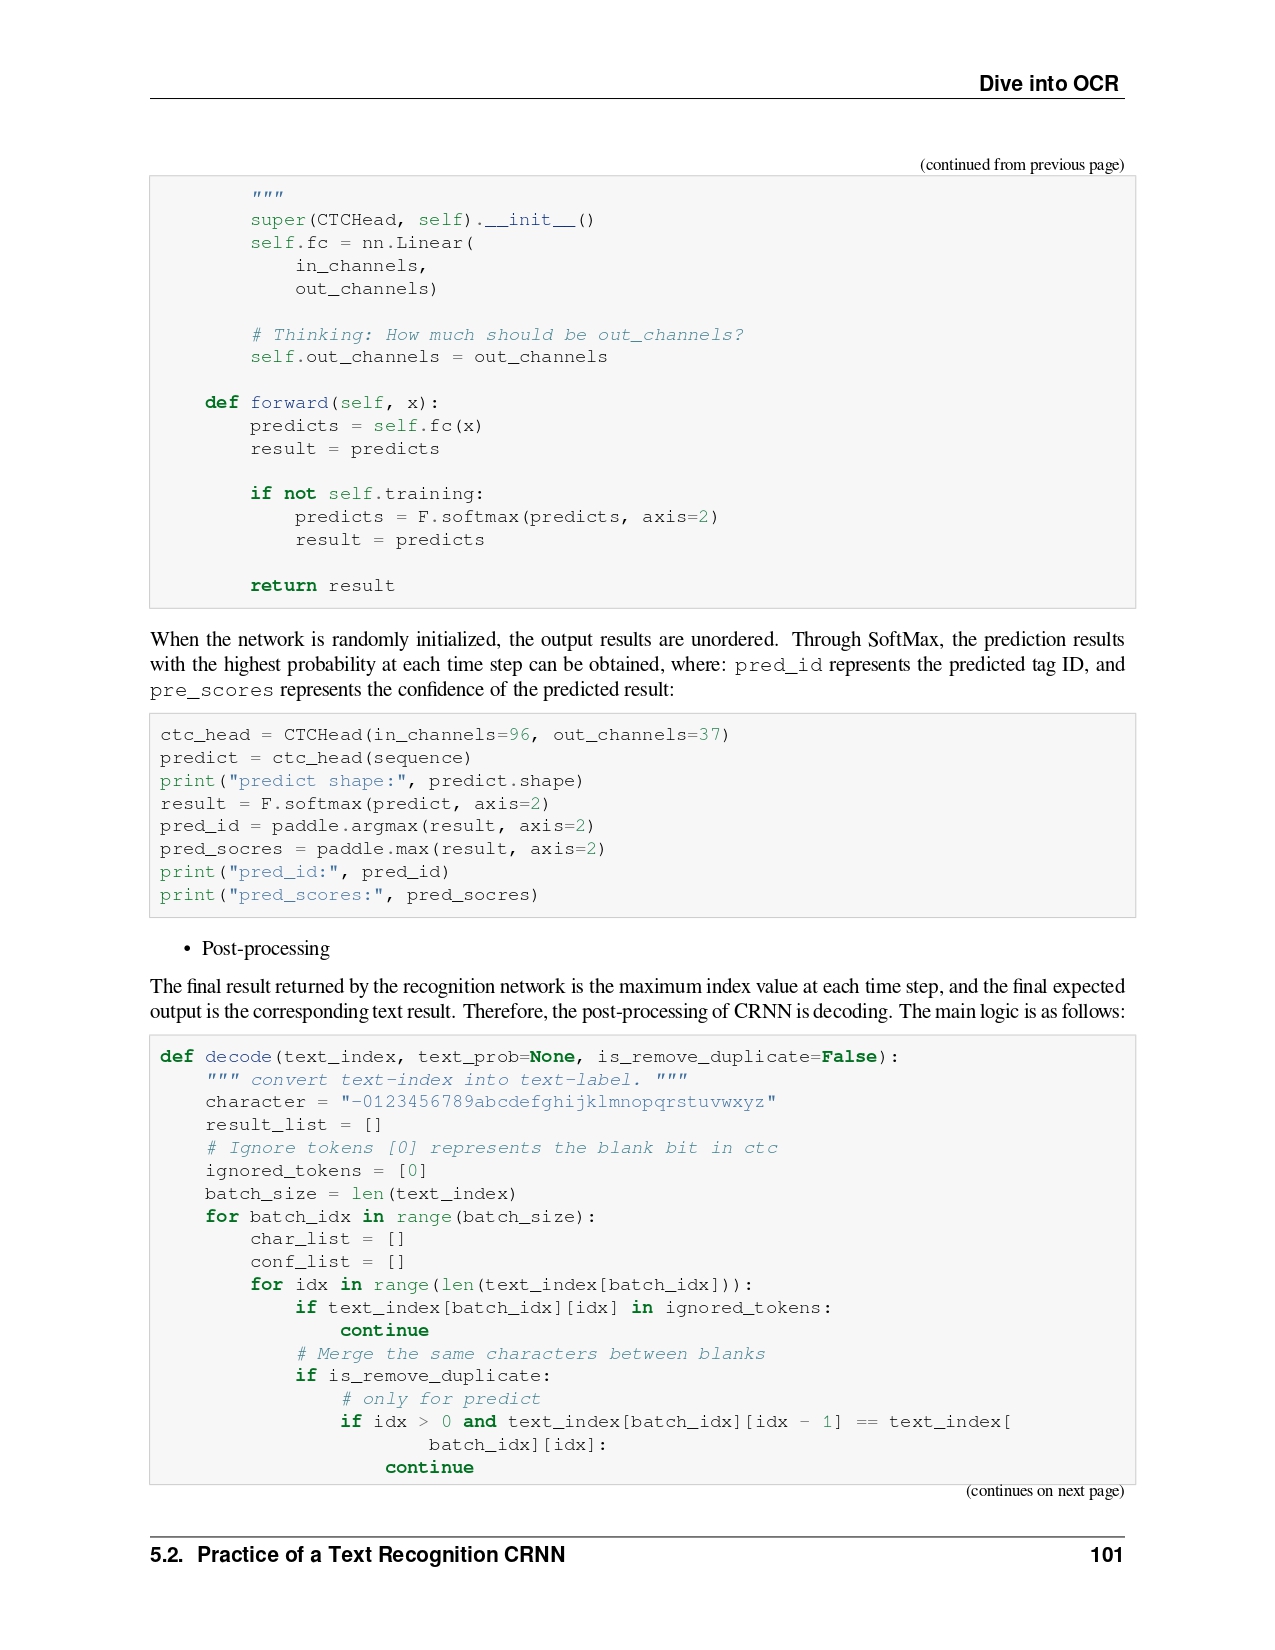 Dive into OCR
(continued from previous page)
        """
        super(CTCHead, self).__init__()
        self.fc = nn.Linear(
            in_channels,
            out_channels)
        # Thinking: How much should be out_channels?
        self.out_channels = out_channels
    def forward(self, x):
        predicts = self.fc(x)
        result = predicts
        if not self.training:
            predicts = F.softmax(predicts, axis=2)
            result = predicts
        return result
When the network is randomly initialized, the output results are unordered. Through SoftMax, the prediction results
with the highest probability at each time step can be obtained, where: pred_id represents the predicted tag ID, and
pre_scores represents the confidence of the predicted result:
ctc_head = CTCHead(in_channels=96, out_channels=37)
predict = ctc_head(sequence)
print("predict shape:", predict.shape)
result = F.softmax(predict, axis=2)
pred_id = paddle.argmax(result, axis=2)
pred_socres = paddle.max(result, axis=2)
print("pred_id:", pred_id)
print("pred_scores:", pred_socres)
• Post-processing
The final result returned by the recognition network is the maximum index value at each time step, and the final expected
output is the corresponding text result. Therefore, the post-processing of CRNN is decoding. The main logic is as follows:
def decode(text_index, text_prob=None, is_remove_duplicate=False):
    """ convert text-index into text-label. """
    character = "-0123456789abcdefghijklmnopqrstuvwxyz"
    result_list = []
    # Ignore tokens [0] represents the blank bit in ctc
    ignored_tokens = [0]
    batch_size = len(text_index)
    for batch_idx in range(batch_size):
        char_list = []
        conf_list = []
        for idx in range(len(text_index[batch_idx])):
            if text_index[batch_idx][idx] in ignored_tokens:
                continue
            # Merge the same characters between blanks
            if is_remove_duplicate:
                # only for predict
                if idx > 0 and text_index[batch_idx][idx - 1] == text_index[
                        batch_idx][idx]:
                    continue
(continues on next page)
5.2. Practice of a Text Recognition CRNN 101